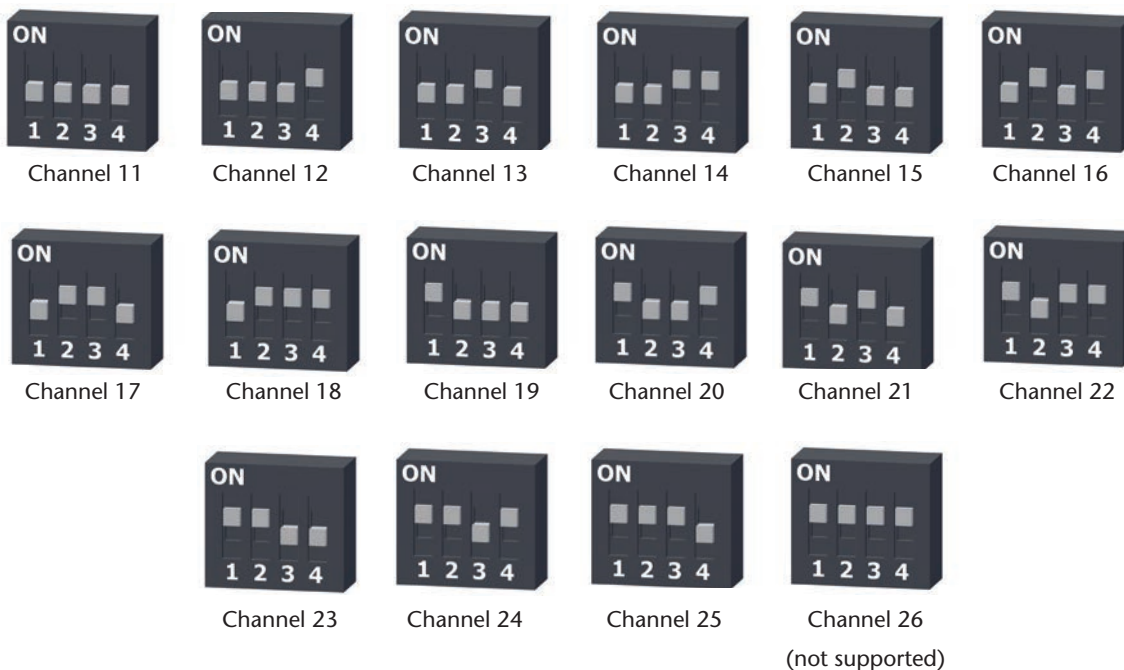 ON ON ON ON ON ON
1 2 3 4 1 2 3 4 1 2 3 4 1 2 3 4 1 2 3 4 1 2 3 4
Channel 11 Channel 12 Channel 13 Channel 14 Channel 15 Channel 16
ON ON ON ON ON ON
1 2 3 4 1 2 3 4 1 2 3 4 1 2 3 4 1 2 3 4 1 2 3 4
Channel 17 Channel 18 Channel 19 Channel 20 Channel 21 Channel 22
ON ON ON ON
1 2 3 4 1 2 3 4 1 2 3 4 1 2 3 4
Channel 23 Channel 24 Channel 25 Channel 26
(not supported)